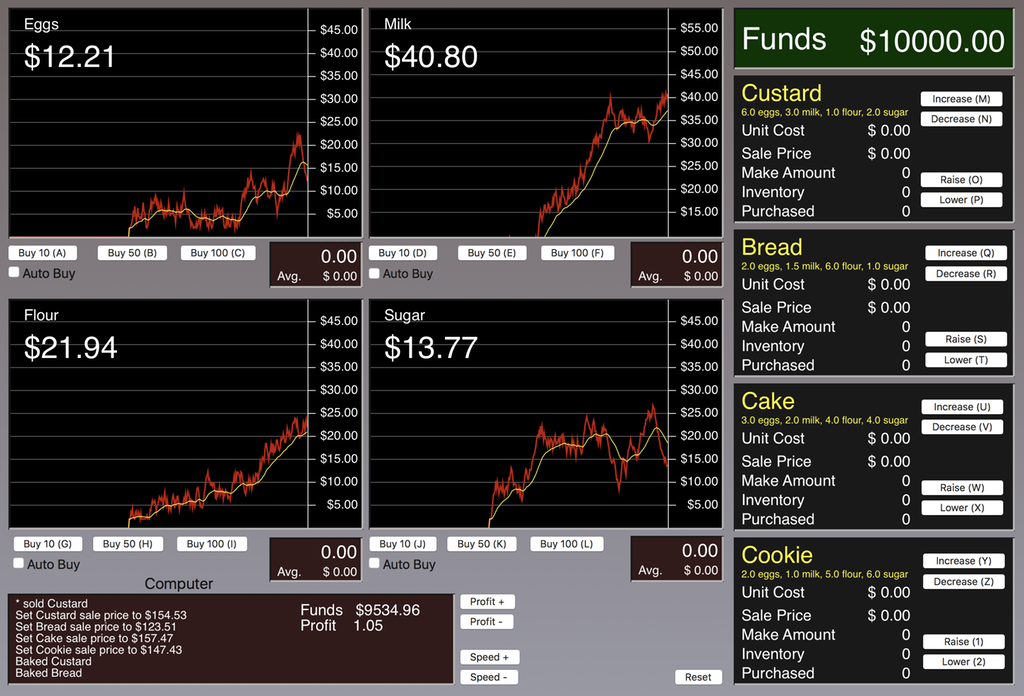 Eggs
$12.21
$45.00
$40.00
$35.00
$30.00
$25.00
$20.00
$15.00
$10.00
$5.00
Buy 10 (A)
Buy 50 (B)
Buy 100 (C)
Auto Buy
0.00
Avg. $ 0.00
Milk
$40.80
$55.00
$50.00
$45.00
$40.00
$35.00
$30.00
$25.00
$20.00
$15.00
Buy 10 (D)
Buy 50 (E)
Buy 100 (F)
Auto Buy
0.00
Avg. $ 0.00
Flour
$21.94
$45.00
$40.00
$35.00
$30.00
$25.00
$20.00
$15.00
$10.00
$5.00
Buy 10 (G)
Buy 50 (H)
Buy 100 (I)
Auto Buy
0.00
Avg. $ 0.00
Sugar
$13.77
$45.00
$40.00
$35.00
$30.00
$25.00
$20.00
$15.00
$10.00
$5.00
Buy 10 (J)
Buy 50 (K)
Buy 100 (L)
Auto Buy
0.00
Avg. $ 0.00
Computer
* sold Custard
Set Custard sale price to $154.53
Set Bread sale price to $123.51
Set Cake sale price to $157.47
Set Cookie sale price to $147.43
Baked Custard
Baked Bread
Funds $9534.96
Profit 1.05
Profit +
Profit -
Speed +
Speed -
Reset
Funds $10000.00
Custard
6.0 eggs, 3.0 milk, 1.0 flour, 2.0 sugar
Unit Cost $ 0.00
Sale Price $ 0.00
Make Amount 0
Inventory 0
Purchased 0
Increase (M)
Decrease (N)
Raise (O)
Lower (P)
Bread
2.0 eggs, 1.5 milk, 6.0 flour, 1.0 sugar
Unit Cost $ 0.00
Sale Price $ 0.00
Make Amount 0
Inventory 0
Purchased 0
Increase (Q)
Decrease (R)
Raise (S)
Lower (T)
Cake
3.0 eggs, 2.0 milk, 4.0 flour, 4.0 sugar
Unit Cost $ 0.00
Sale Price $ 0.00
Make Amount 0
Inventory 0
Purchased 0
Increase (U)
Decrease (V)
Raise (W)
Lower (X)
Cookie
2.0 eggs, 1.0 milk, 5.0 flour, 6.0 sugar
Unit Cost $ 0.00
Sale Price $ 0.00
Make Amount 0
Inventory 0
Purchased 0
Increase (Y)
Decrease (Z)
Raise (1)
Lower (2)